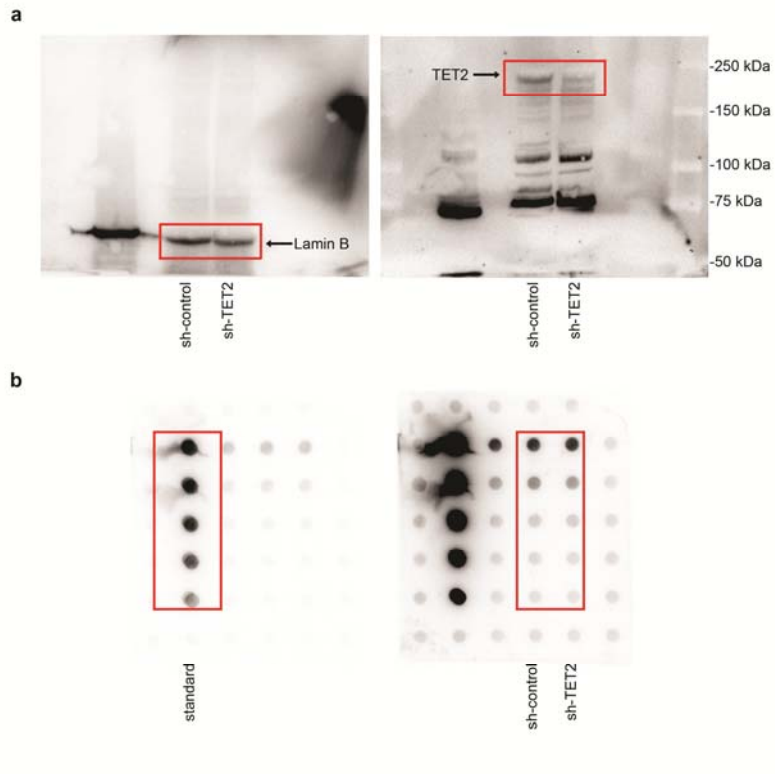 a
TET2
-250 kDa
-150 kDa
-100 kDa
-75 kDa
-50 kDa
Lamin B
sh-control
sh-TET2
sh-control
sh-TET2
b
standard
sh-control
sh-TET2